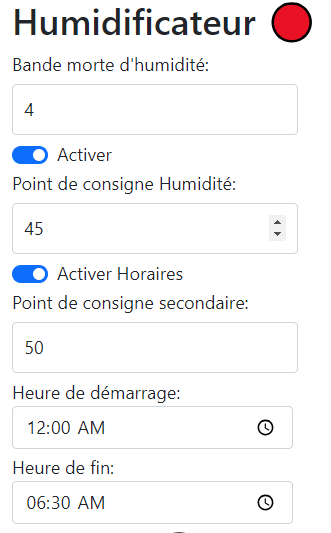 Humidificateur
Bande morte d'humidité:
4
Activer
Point de consigne Humidité:
45
Activer Horaires
Point de consigne secondaire:
50
Heure de démarrage:
12:00 AM
Heure de fin:
06:30 AM